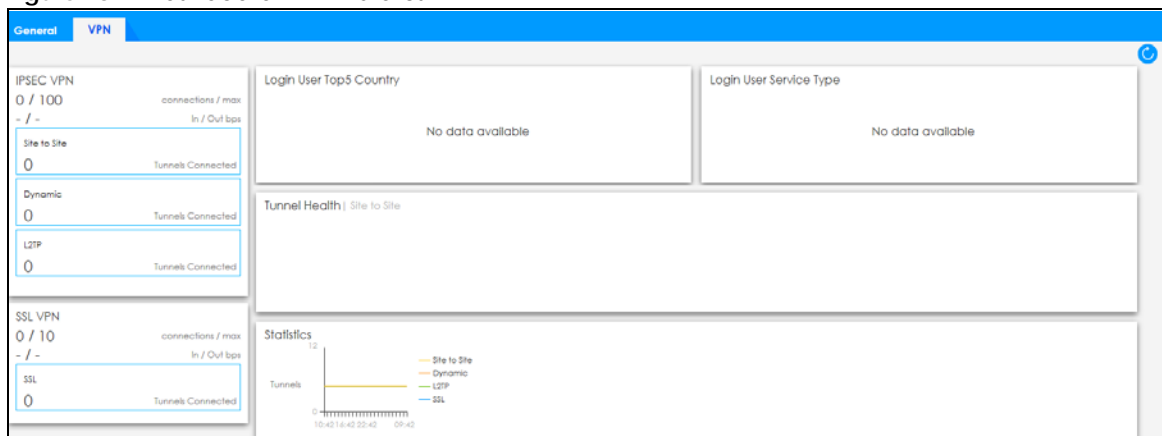 General VPN
IPSEC VPN
0 / 100 connections / max
- / - In / Out bps
Site to Site
0 Tunnels Connected
Dynamic
0 Tunnels Connected
L2TP
0 Tunnels Connected
SSL VPN
0 / 10 connections / max
- / - In / Out bps
SSL
0 Tunnels Connected
Login User Top5 Country
No data available
Login User Service Type
No data available
Tunnel Health | Site to Site
Statistics
12
Tunnels
0
10:42 16:42 22:42 09:42
Site to Site
Dynamic
L2TP
SSL